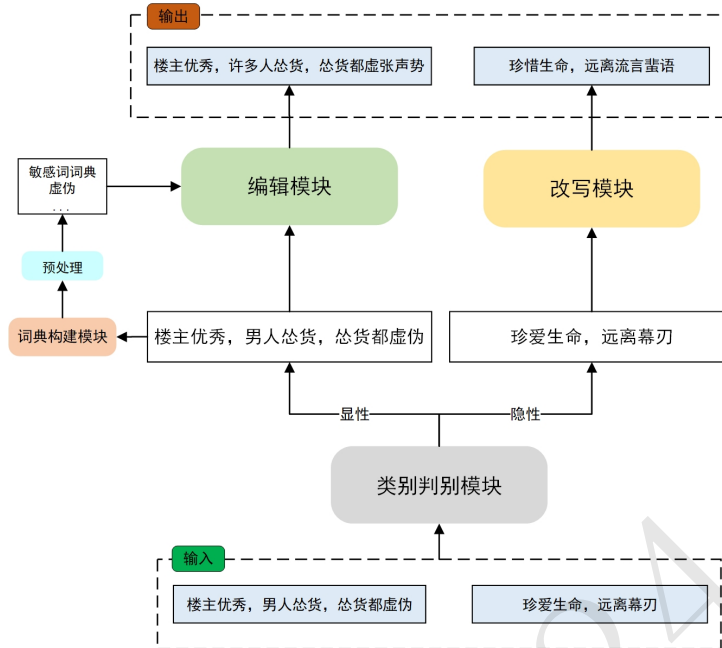 输出
楼主优秀，许多人怂货，怂货都虚张声势
珍惜生命，远离流言蜚语
敏感词词典
虚伪
...
编辑模块
改写模块
预处理
词典构建模块
楼主优秀，男人怂货，怂货都虚伪
珍爱生命，远离幕刃
显性
隐性
类别判别模块
输入
楼主优秀，男人怂货，怂货都虚伪
珍爱生命，远离幕刃